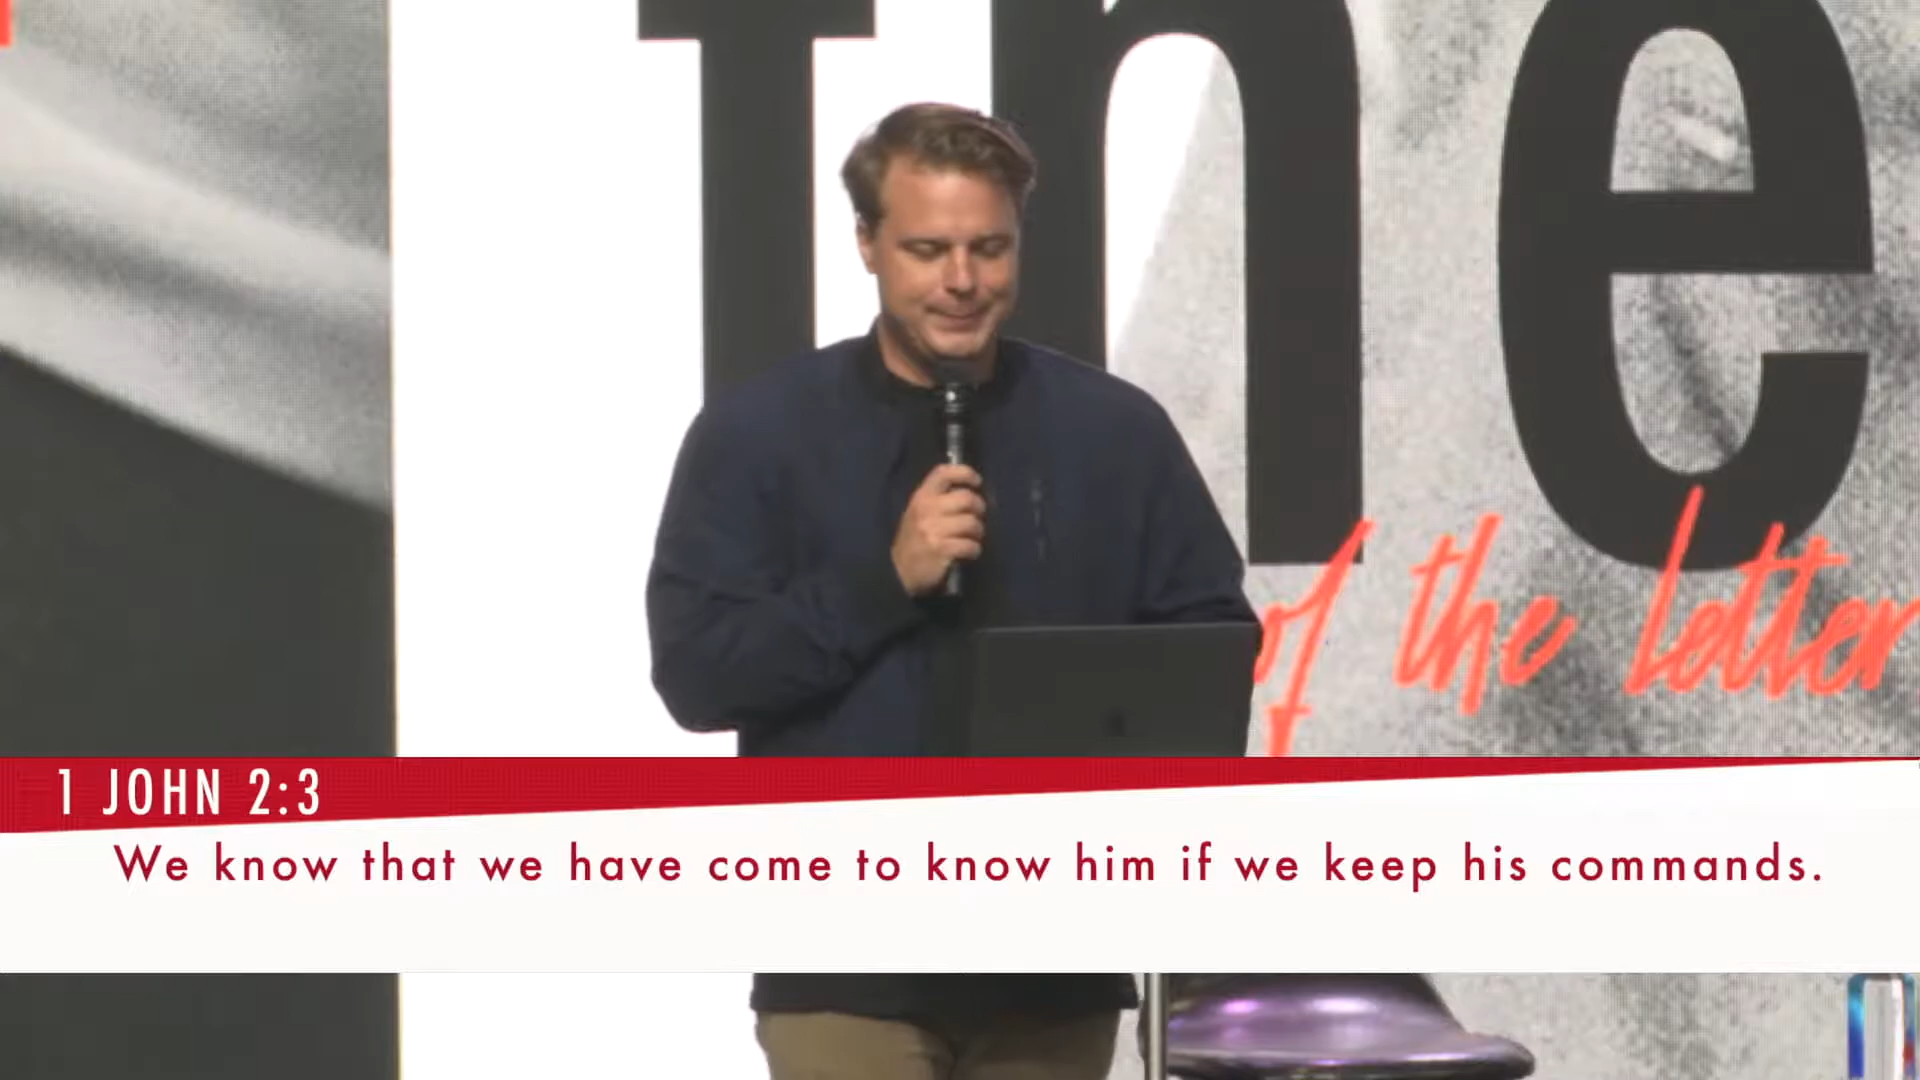 the
of the letter
1 JOHN 2:3
We know that we have come to know him if we keep his commands.